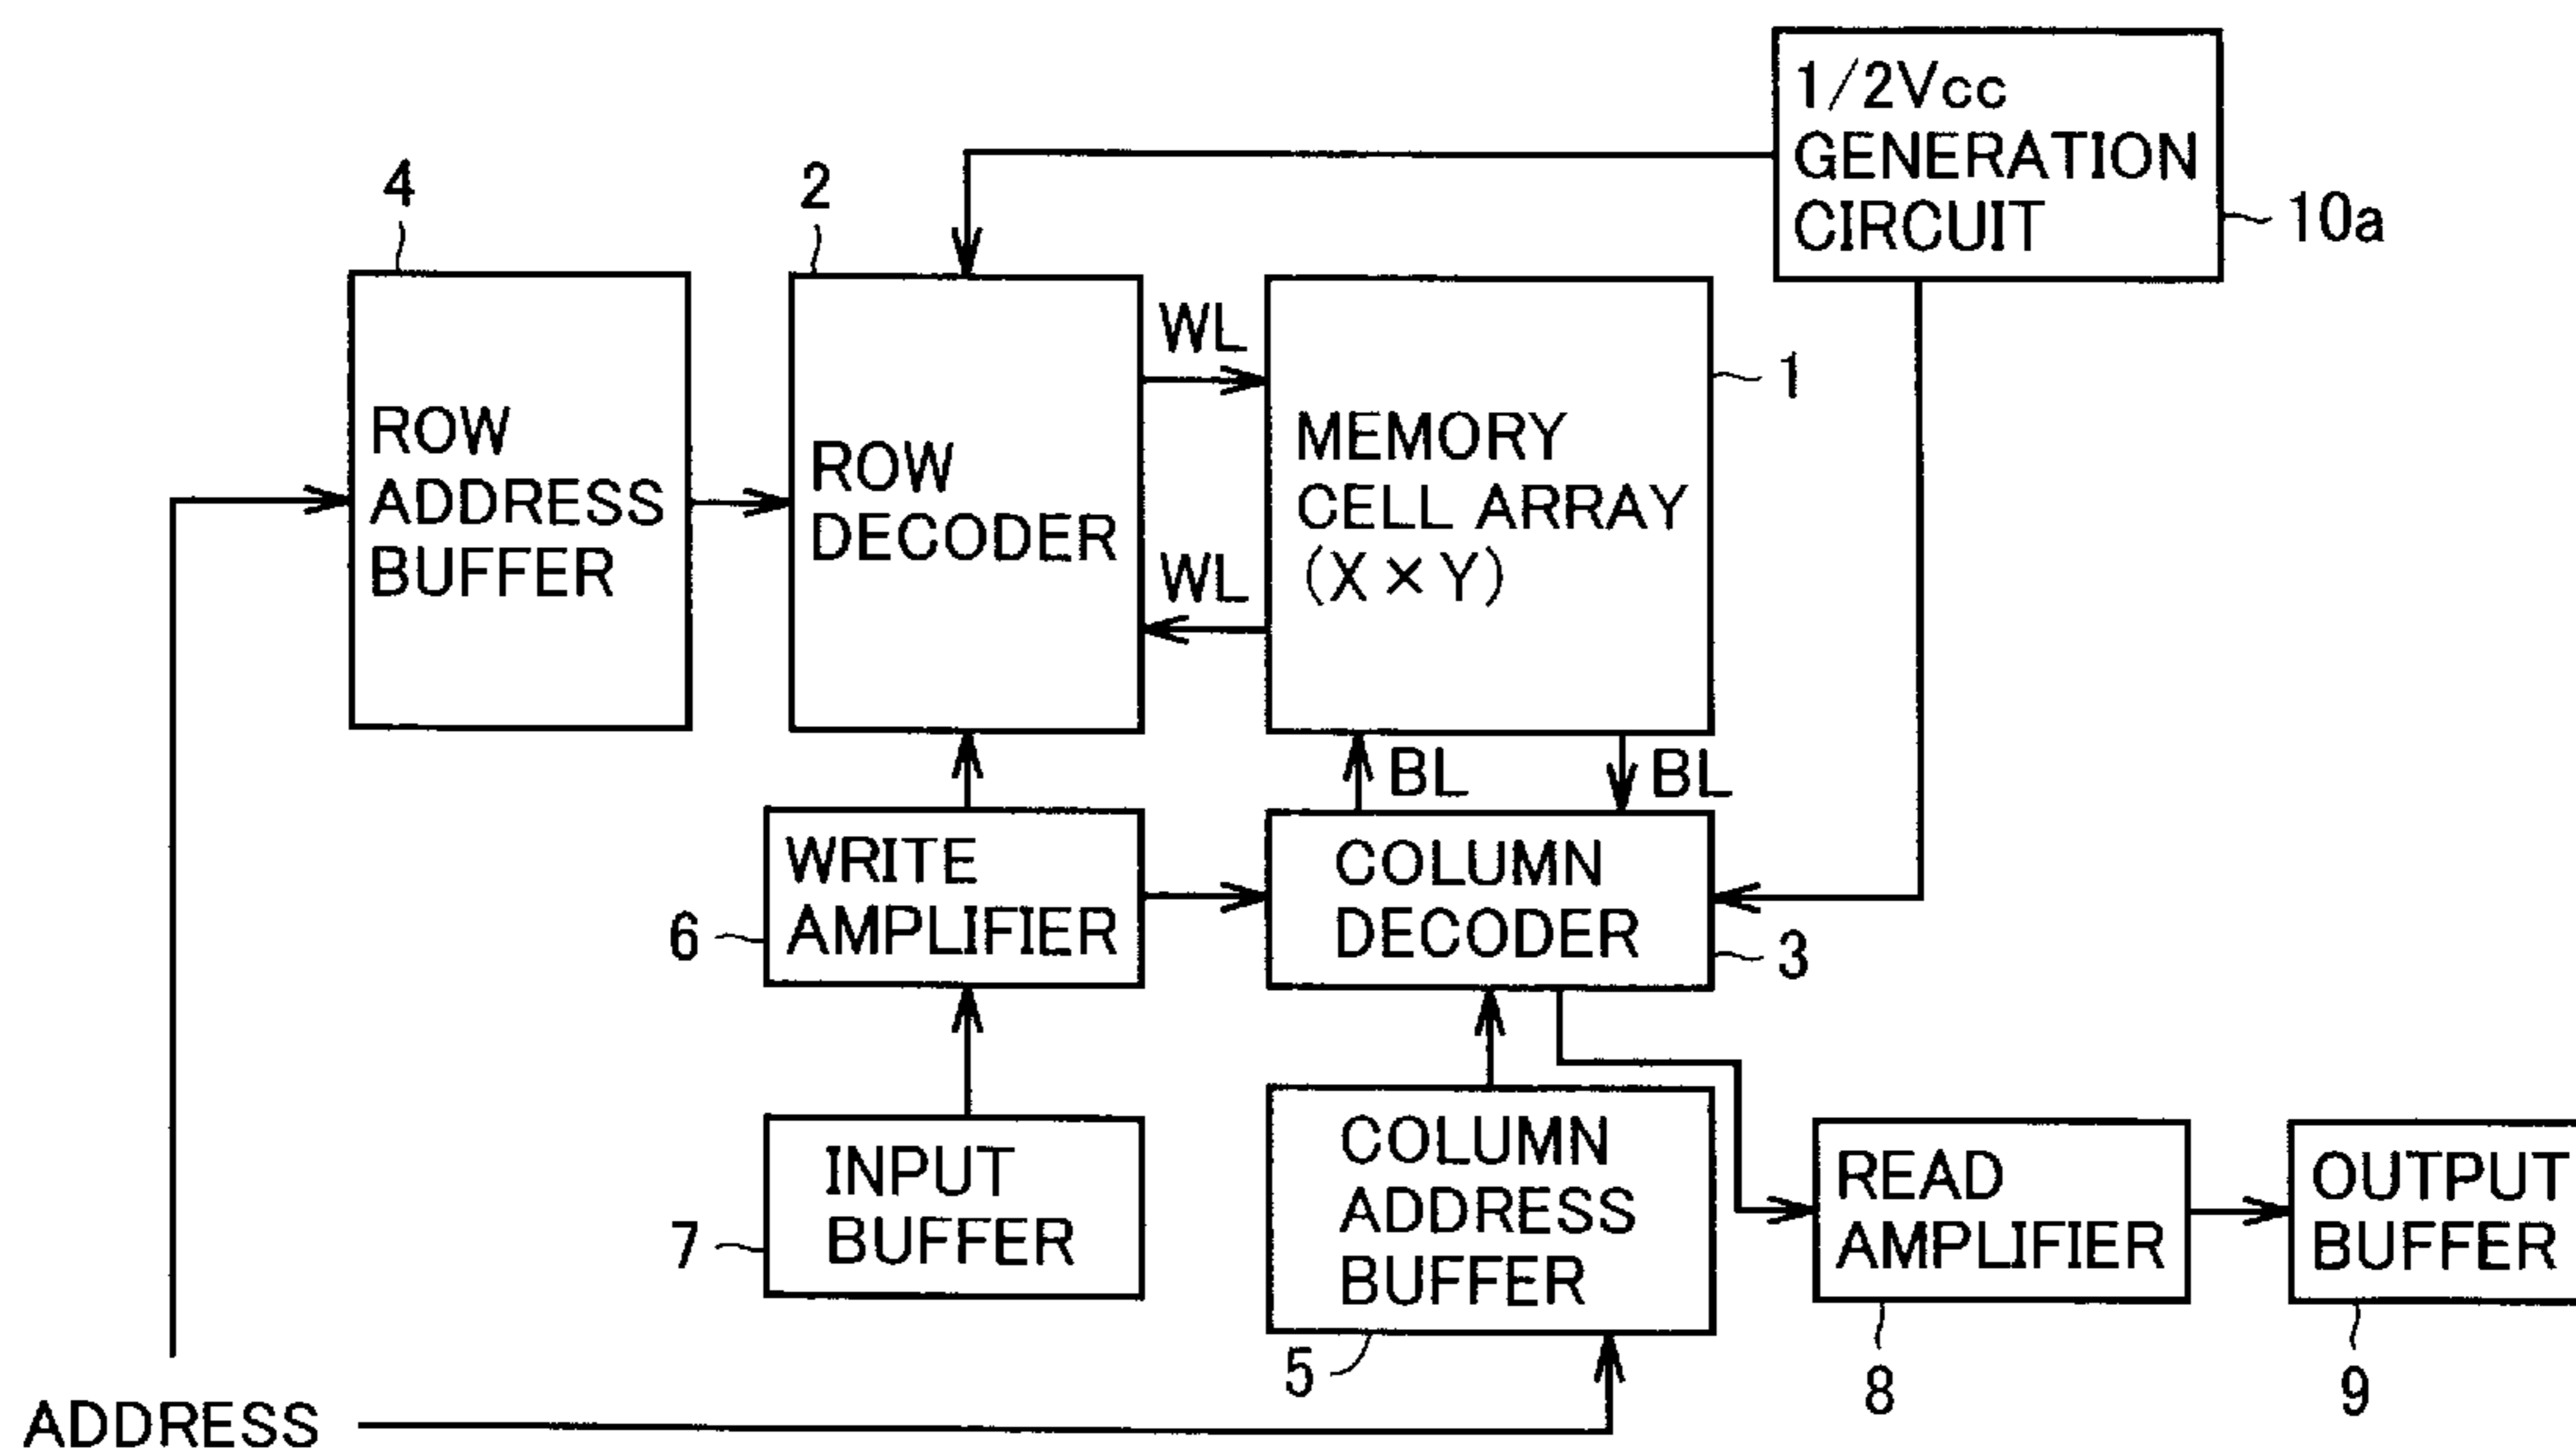 1/2Vcc
GENERATION
CIRCUIT
10a
4
2
WL
1
ROW
ADDRESS
BUFFER
ROW
DECODER
MEMORY
CELL ARRAY
(X × Y)
WL
BL
BL
WRITE
AMPLIFIER
6
COLUMN
DECODER
3
INPUT
BUFFER
7
COLUMN
ADDRESS
BUFFER
5
READ
AMPLIFIER
8
OUTPUT
BUFFER
9
ADDRESS